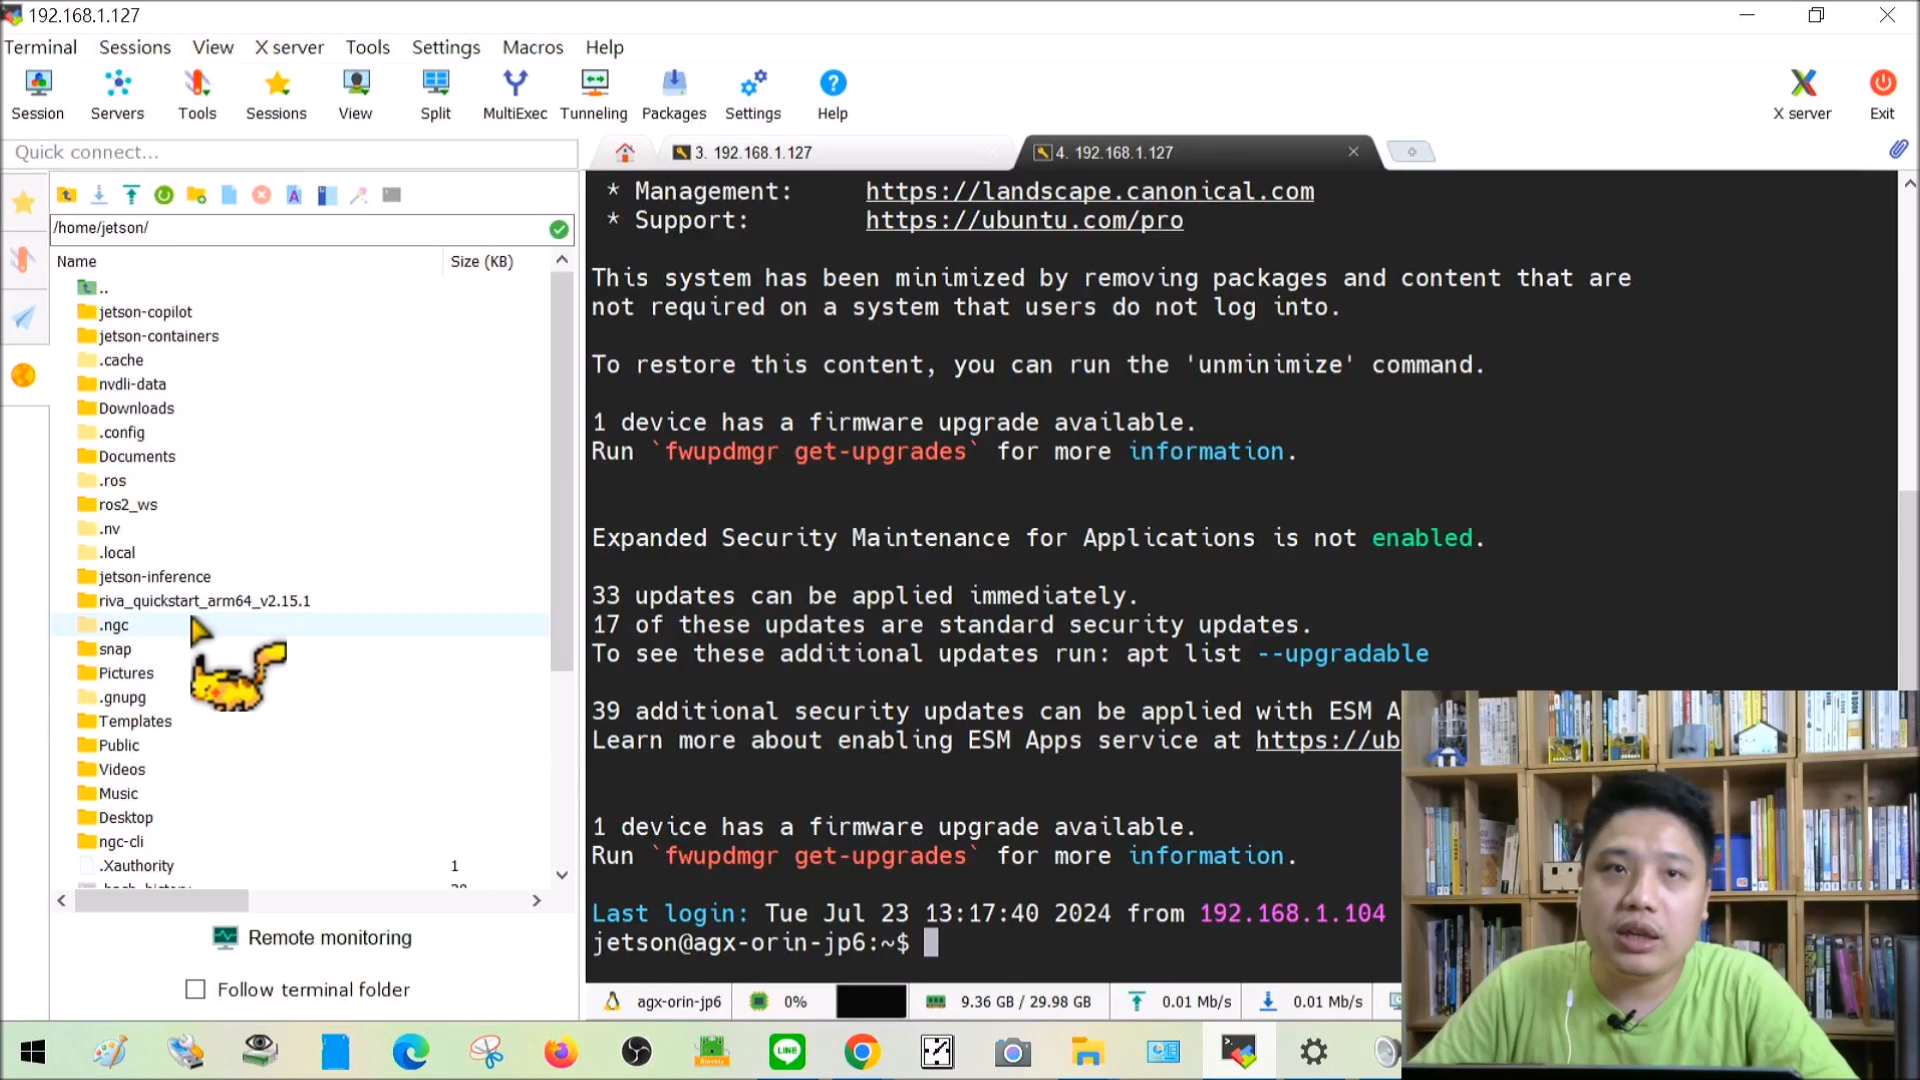 192.168.1.127
Terminal Sessions View X server Tools Settings Macros Help
Session Servers Tools Sessions View Split MultiExec Tunneling Packages Settings Help X server Exit
Quick connect...
3. 192.168.1.127
4. 192.168.1.127
/home/jetson/
Name Size (KB)
..
jetson-copilot
jetson-containers
.cache
nvdli-data
Downloads
.config
Documents
.ros
ros2_ws
.nv
.local
jetson-inference
riva_quickstart_arm64_v2.15.1
.ngc
snap
Pictures
.gnupg
Templates
Public
Videos
Music
Desktop
ngc-cli
.Xauthority 1
Remote monitoring
Follow terminal folder
* Management: https://landscape.canonical.com
* Support: https://ubuntu.com/pro
This system has been minimized by removing packages and content that are
not required on a system that users do not log into.
To restore this content, you can run the 'unminimize' command.
1 device has a firmware upgrade available.
Run `fwupdmgr get-upgrades` for more information.
Expanded Security Maintenance for Applications is not enabled.
33 updates can be applied immediately.
17 of these updates are standard security updates.
To see these additional updates run: apt list --upgradable
39 additional security updates can be applied with ESM A
Learn more about enabling ESM Apps service at https://ub
1 device has a firmware upgrade available.
Run `fwupdmgr get-upgrades` for more information.
Last login: Tue Jul 23 13:17:40 2024 from 192.168.1.104
jetson@agx-orin-jp6:~$
agx-orin-jp6 0% 9.36 GB / 29.98 GB 0.01 Mb/s 0.01 Mb/s
LINE